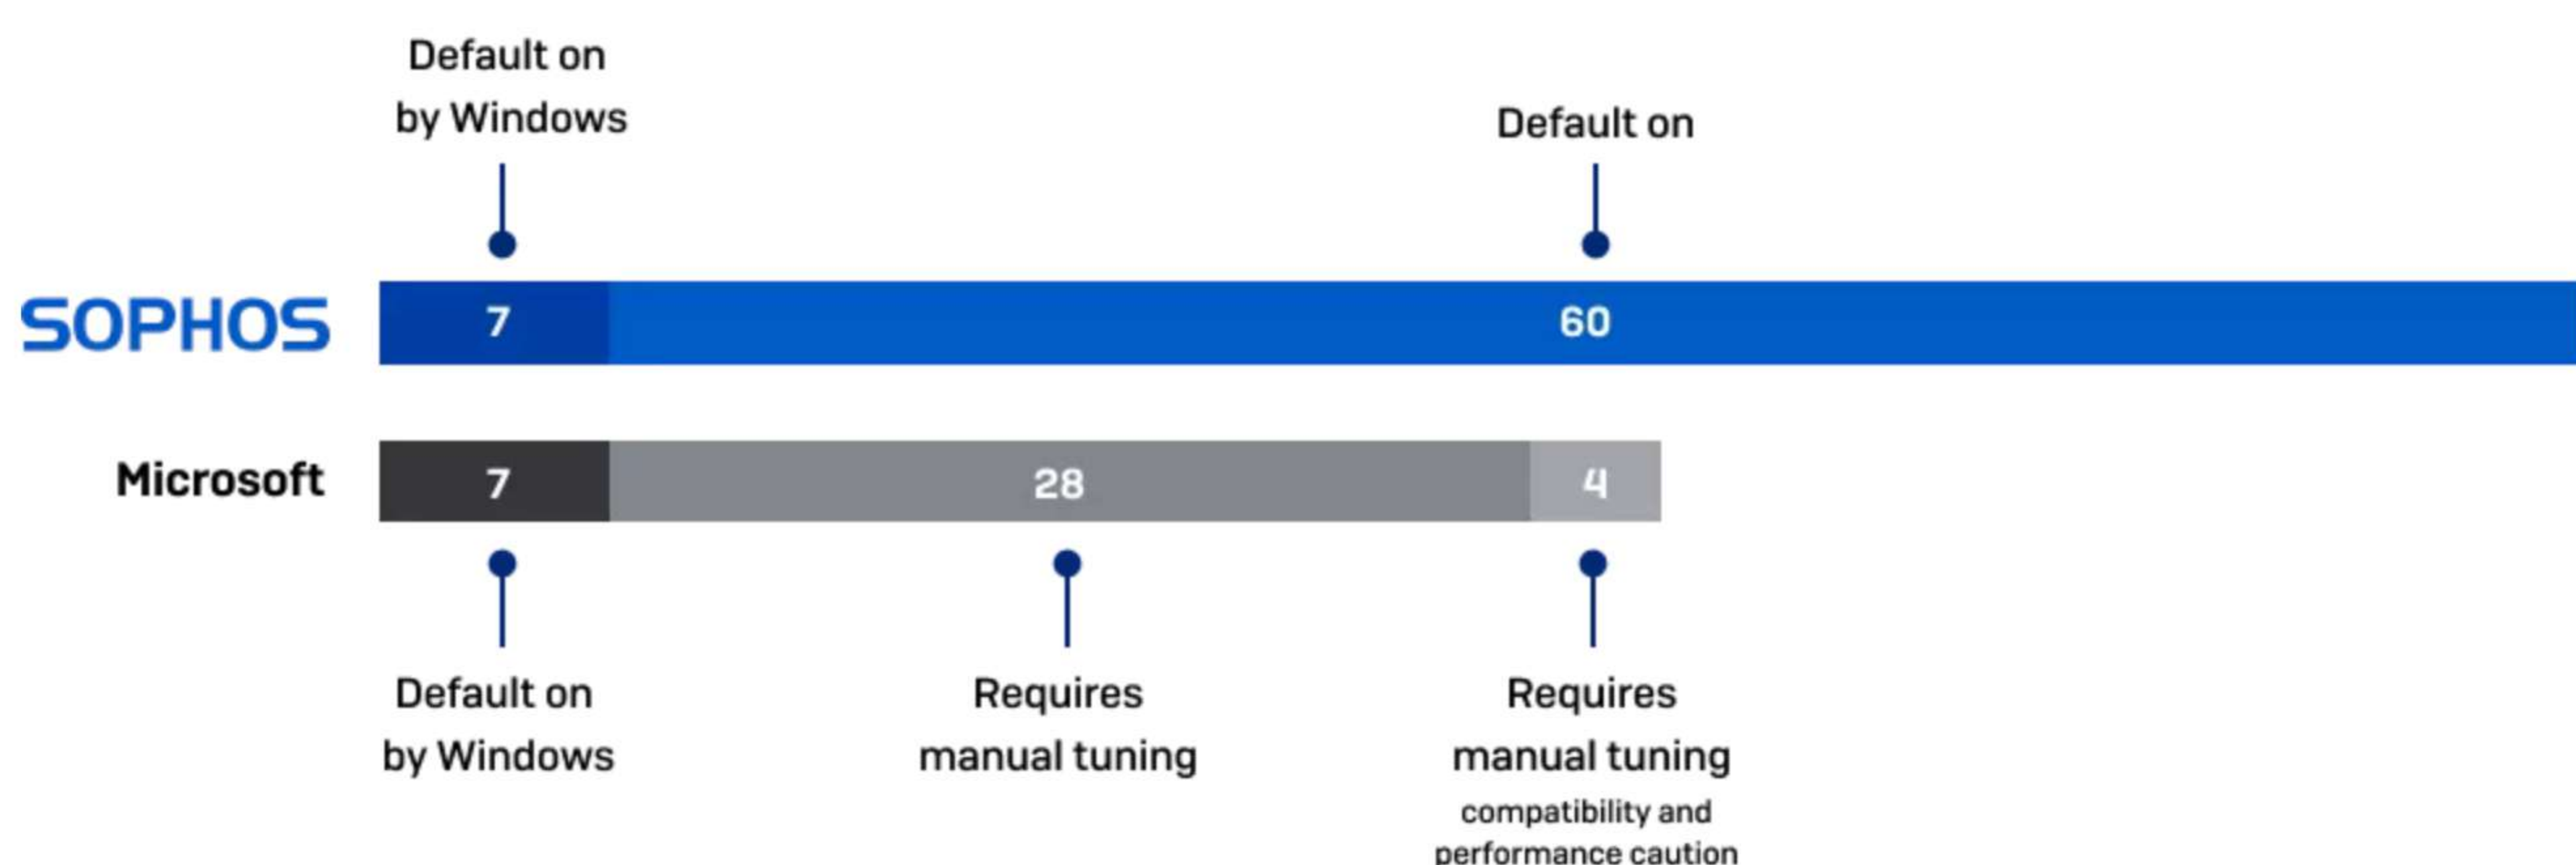 Default on
by Windows
Default on
SOPHOS
7
60
Microsoft
7
28
4
Default on
by Windows
Requires
manual tuning
Requires
manual tuning
compatibility and
performance caution